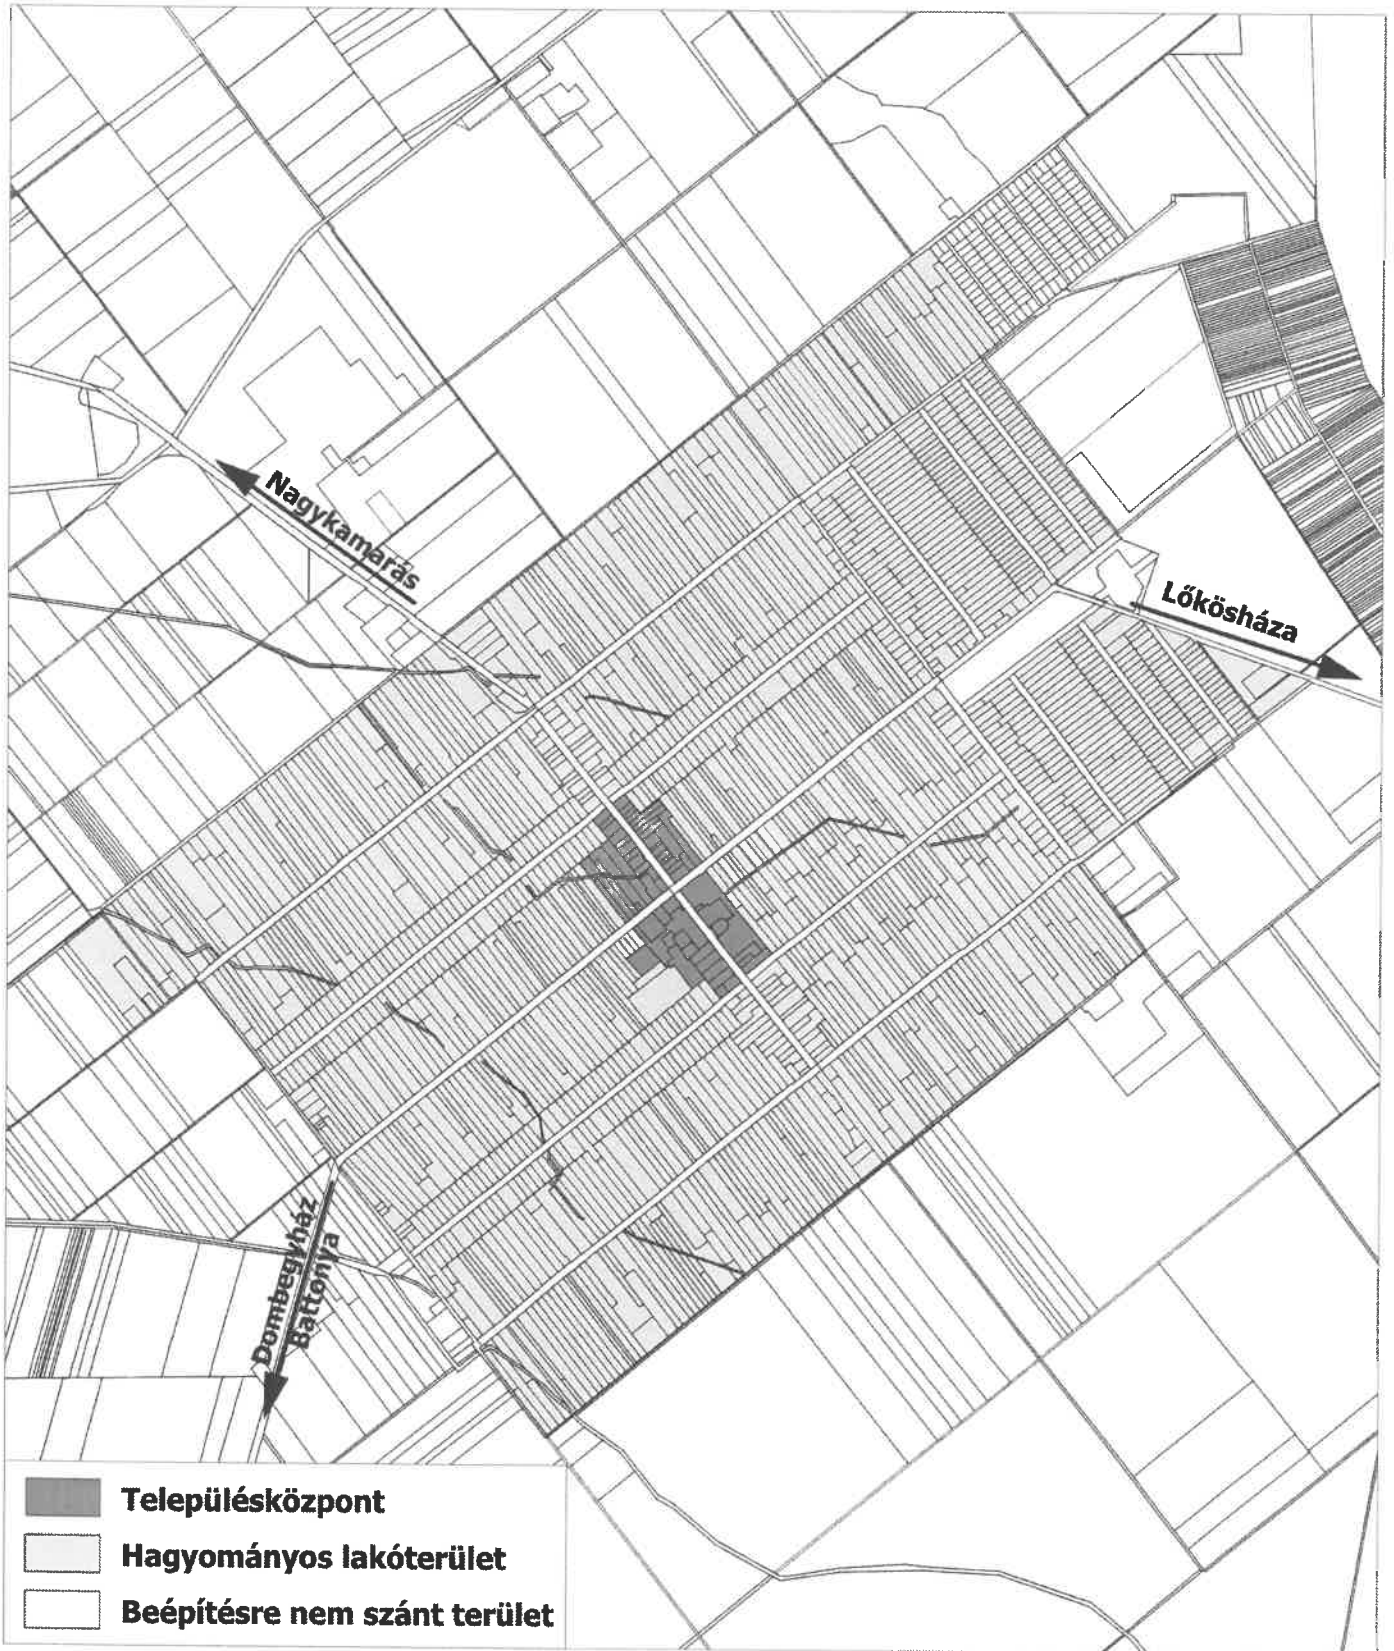 Nagykamarás
Lőkösháza
Dombegyház
Battonya
Településközpont
Hagyományos lakóterület
Beépítésre nem szánt terület